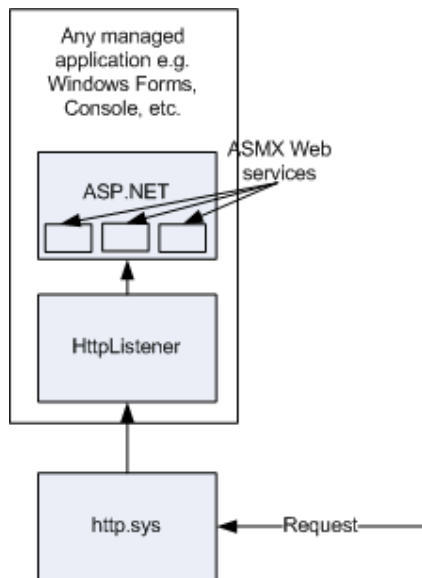 Any managed
application e.g.
Windows Forms,
Console, etc.
ASMX Web
services
ASP.NET
HttpListener
http.sys
Request